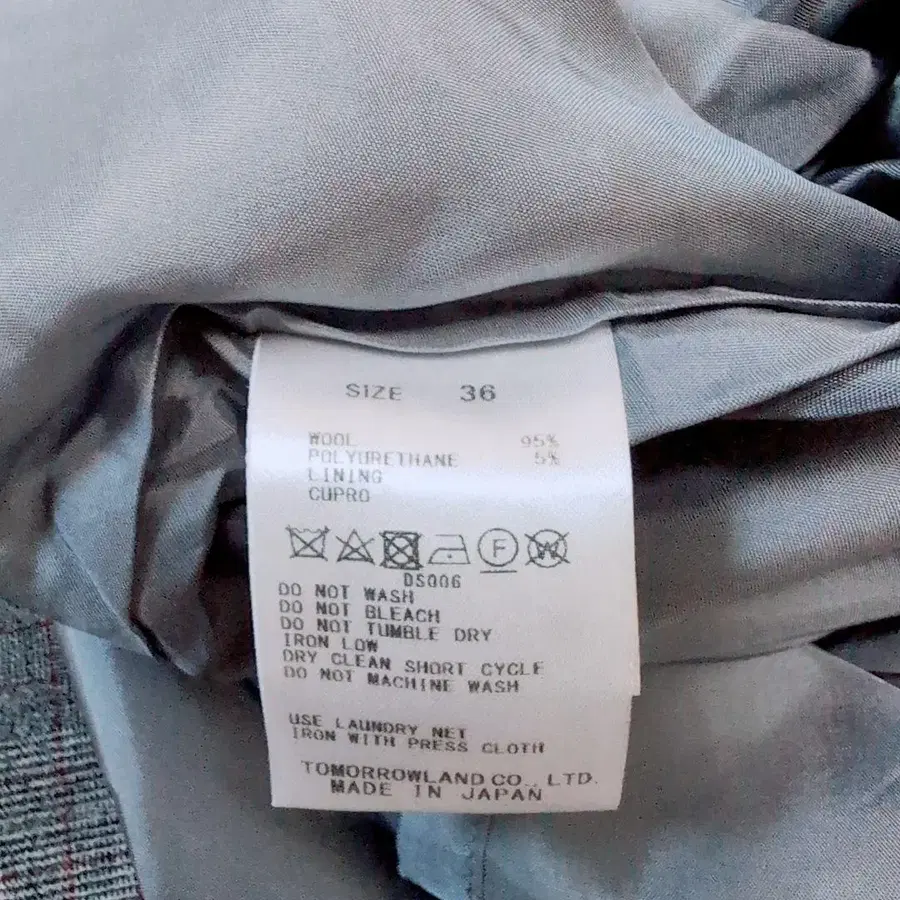 SIZE 36
WOOL 95%
POLYURETHANE 5%
LINING
CUPRO
F W
DS006
DO NOT WASH
DO NOT BLEACH
DO NOT TUMBLE DRY
IRON LOW
DRY CLEAN SHORT CYCLE
DO NOT MACHINE WASH
USE LAUNDRY NET
IRON WITH PRESS CLOTH
TOMORROWLAND CO., LTD.
MADE IN JAPAN